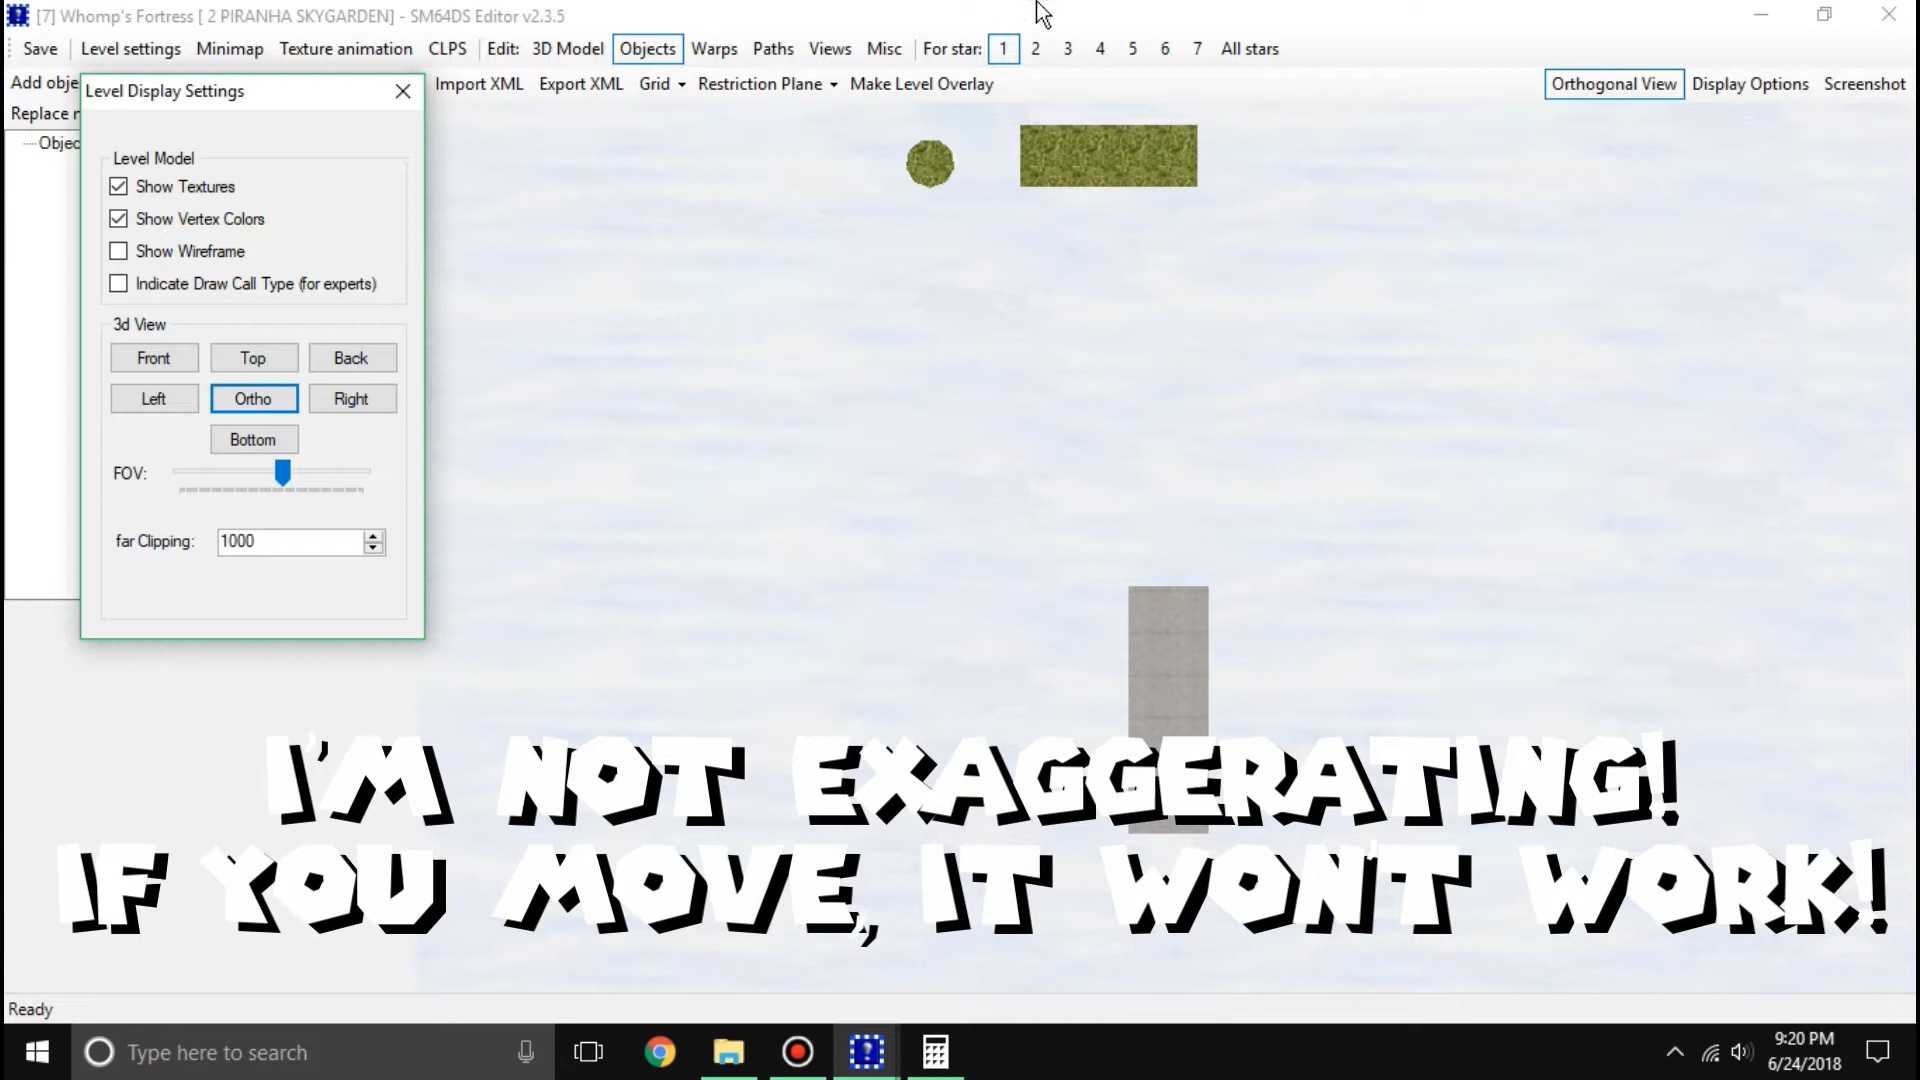 [7] Whomp's Fortress [ 2 PIRANHA SKYGARDEN] - SM64DS Editor v2.3.5
Save Level settings Minimap Texture animation CLPS Edit: 3D Model Objects Warps Paths Views Misc For star: 1 2 3 4 5 6 7 All stars
Add obje Import XML Export XML Grid Restriction Plane Make Level Overlay Orthogonal View Display Options Screenshot
Level Display Settings
Replace
Objec
Level Model
Show Textures
Show Vertex Colors
Show Wireframe
Indicate Draw Call Type (for experts)
3d View
Front Top Back
Left Ortho Right
Bottom
FOV:
far Clipping: 1000
I'M NOT EXAGGERATING!
IF YOU MOVE, IT WON'T WORK!
Ready
Type here to search
9:20 PM
6/24/2018